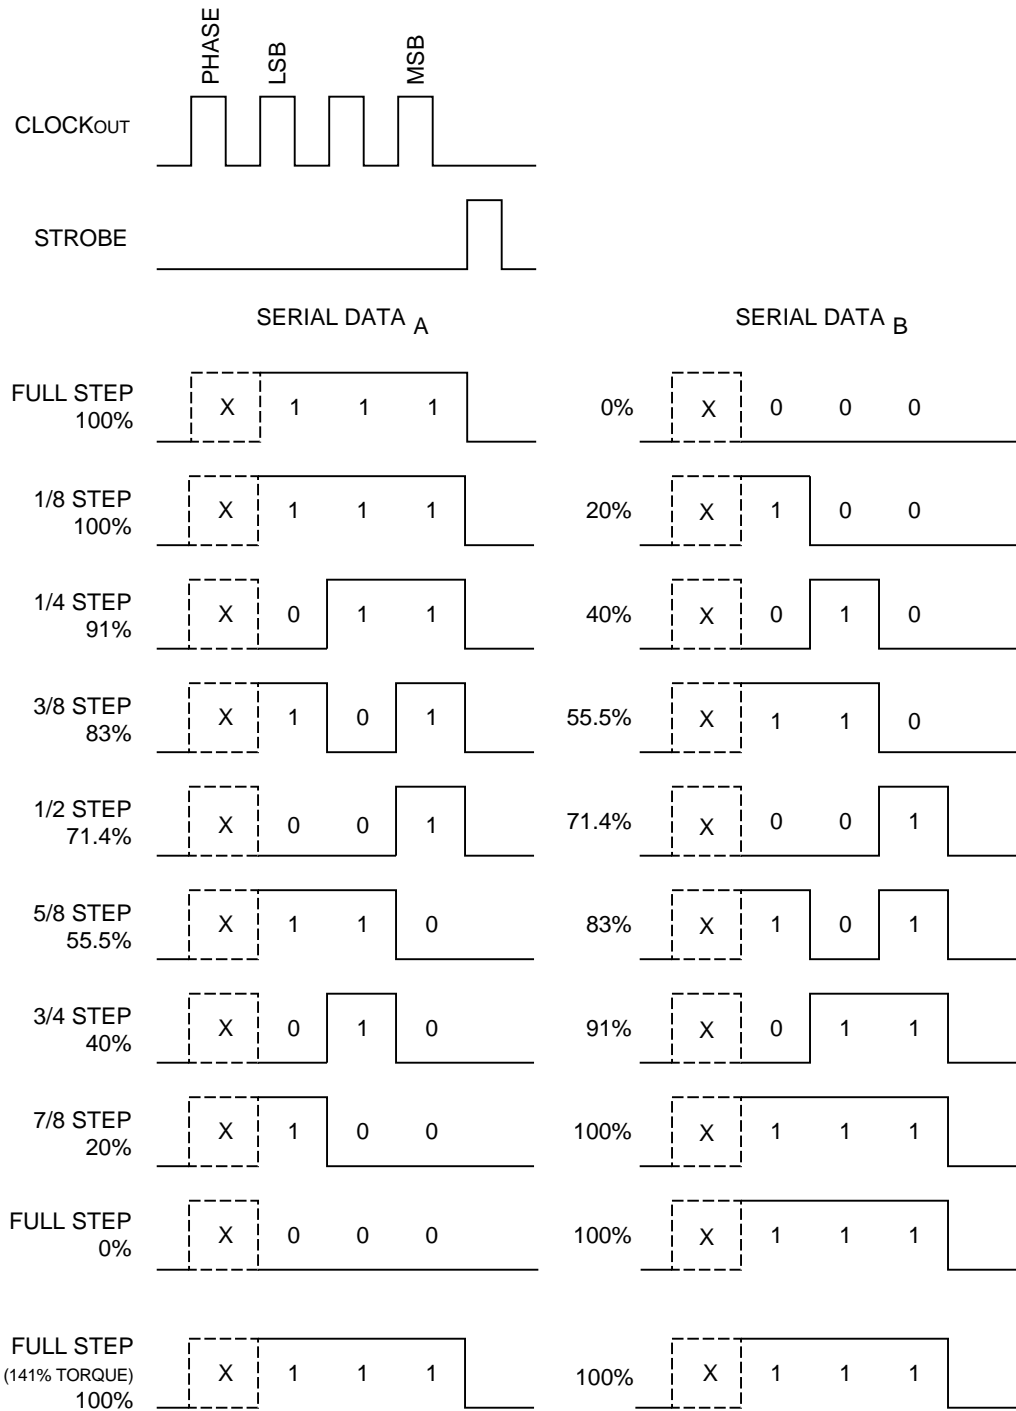 PHASE
LSB
MSB
CLOCKOUT
STROBE
SERIAL DATA A
SERIAL DATA B
FULL STEP
100%
X 1 1 1
0%
X 0 0 0
1/8 STEP
100%
X 1 1 1
20%
X 1 0 0
1/4 STEP
91%
X 0 1 1
40%
X 0 1 0
3/8 STEP
83%
X 1 0 1
55.5%
X 1 1 0
1/2 STEP
71.4%
X 0 0 1
71.4%
X 0 0 1
5/8 STEP
55.5%
X 1 1 0
83%
X 1 0 1
3/4 STEP
40%
X 0 1 0
91%
X 0 1 1
7/8 STEP
20%
X 1 0 0
100%
X 1 1 1
FULL STEP
0%
X 0 0 0
100%
X 1 1 1
FULL STEP
(141% TORQUE)
100%
X 1 1 1
100%
X 1 1 1